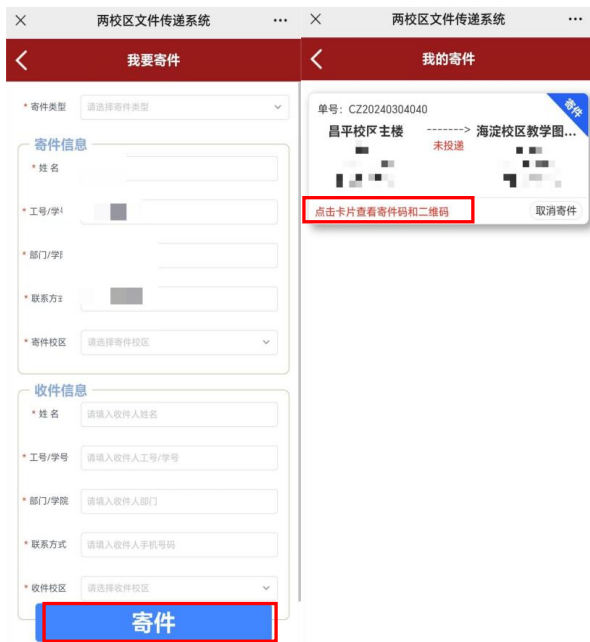 两校区文件传递系统
我要寄件
* 寄件类型 请选择寄件类型
寄件信息
* 姓 名
* 工号/学
* 部门/学
* 联系方
* 寄件校区 请选择寄件校区
收件信息
* 姓 名 请填入收件人姓名
* 工号/学号 请填入收件人工号/学号
* 部门/学院 请填入收件人部门
* 联系方式 请填入收件人手机号码
* 收件校区 请选择收件校区
寄件
两校区文件传递系统
我的寄件
单号: CZ20240304040
寄件
昌平校区主楼 -------> 海淀校区教学图...
未投递
点击卡片查看寄件码和二维码 取消寄件